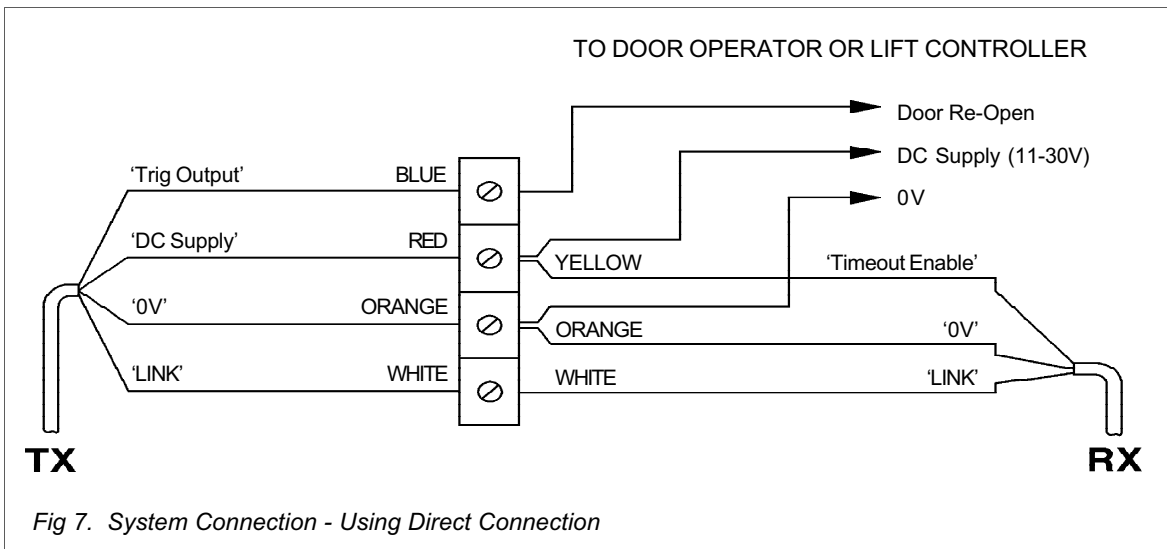 TO DOOR OPERATOR OR LIFT CONTROLLER
Door Re-Open
DC Supply (11-30V)
0V
‘Trig Output’ BLUE
‘DC Supply’ RED
YELLOW ‘Timeout Enable’
‘0V’ ORANGE
ORANGE ‘0V’
‘LINK’ WHITE
WHITE ‘LINK’
TX
RX
Fig 7. System Connection - Using Direct Connection